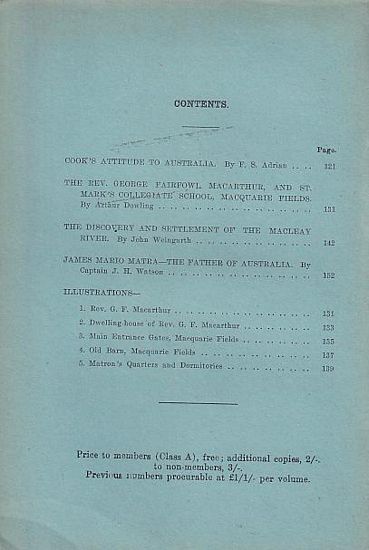 CONTENTS.
Page.
COOK'S ATTITUDE TO AUSTRALIA. By F. S. Adrian .... 121
THE REV. GEORGE FAIRFOWL MACARTHUR, AND ST.
MARK'S COLLEGIATE SCHOOL, MACQUARIE FIELDS.
By Arthur Dowling .. .. .. .. .. .. .. .. .. .. .. 131
THE DISCOVERY AND SETTLEMENT OF THE MACLEAY
RIVER. By John Weingarth .. .. .. .. .. .. .. .. 142
JAMES MARIO MATRA—THE FATHER OF AUSTRALIA. By
Captain J. H. Watson .. .. .. .. .. .. .. .. .. .. 152
ILLUSTRATIONS—
1. Rev. G. F. Macarthur .. .. .. .. .. .. .. .. .. 131
2. Dwelling-house of Rev. G. F. Macarthur .. .. .. .. 133
3. Main Entrance Gates, Macquarie Fields .. .. .. .. 135
4. Old Barn, Macquarie Fields .. .. .. .. .. .. .. 137
5. Matron's Quarters and Dormitories .. .. .. .. .. 139
Price to members (Class A), free; additional copies, 2/-.
to non-members, 3/-.
Previous numbers procurable at £1/1/- per volume.